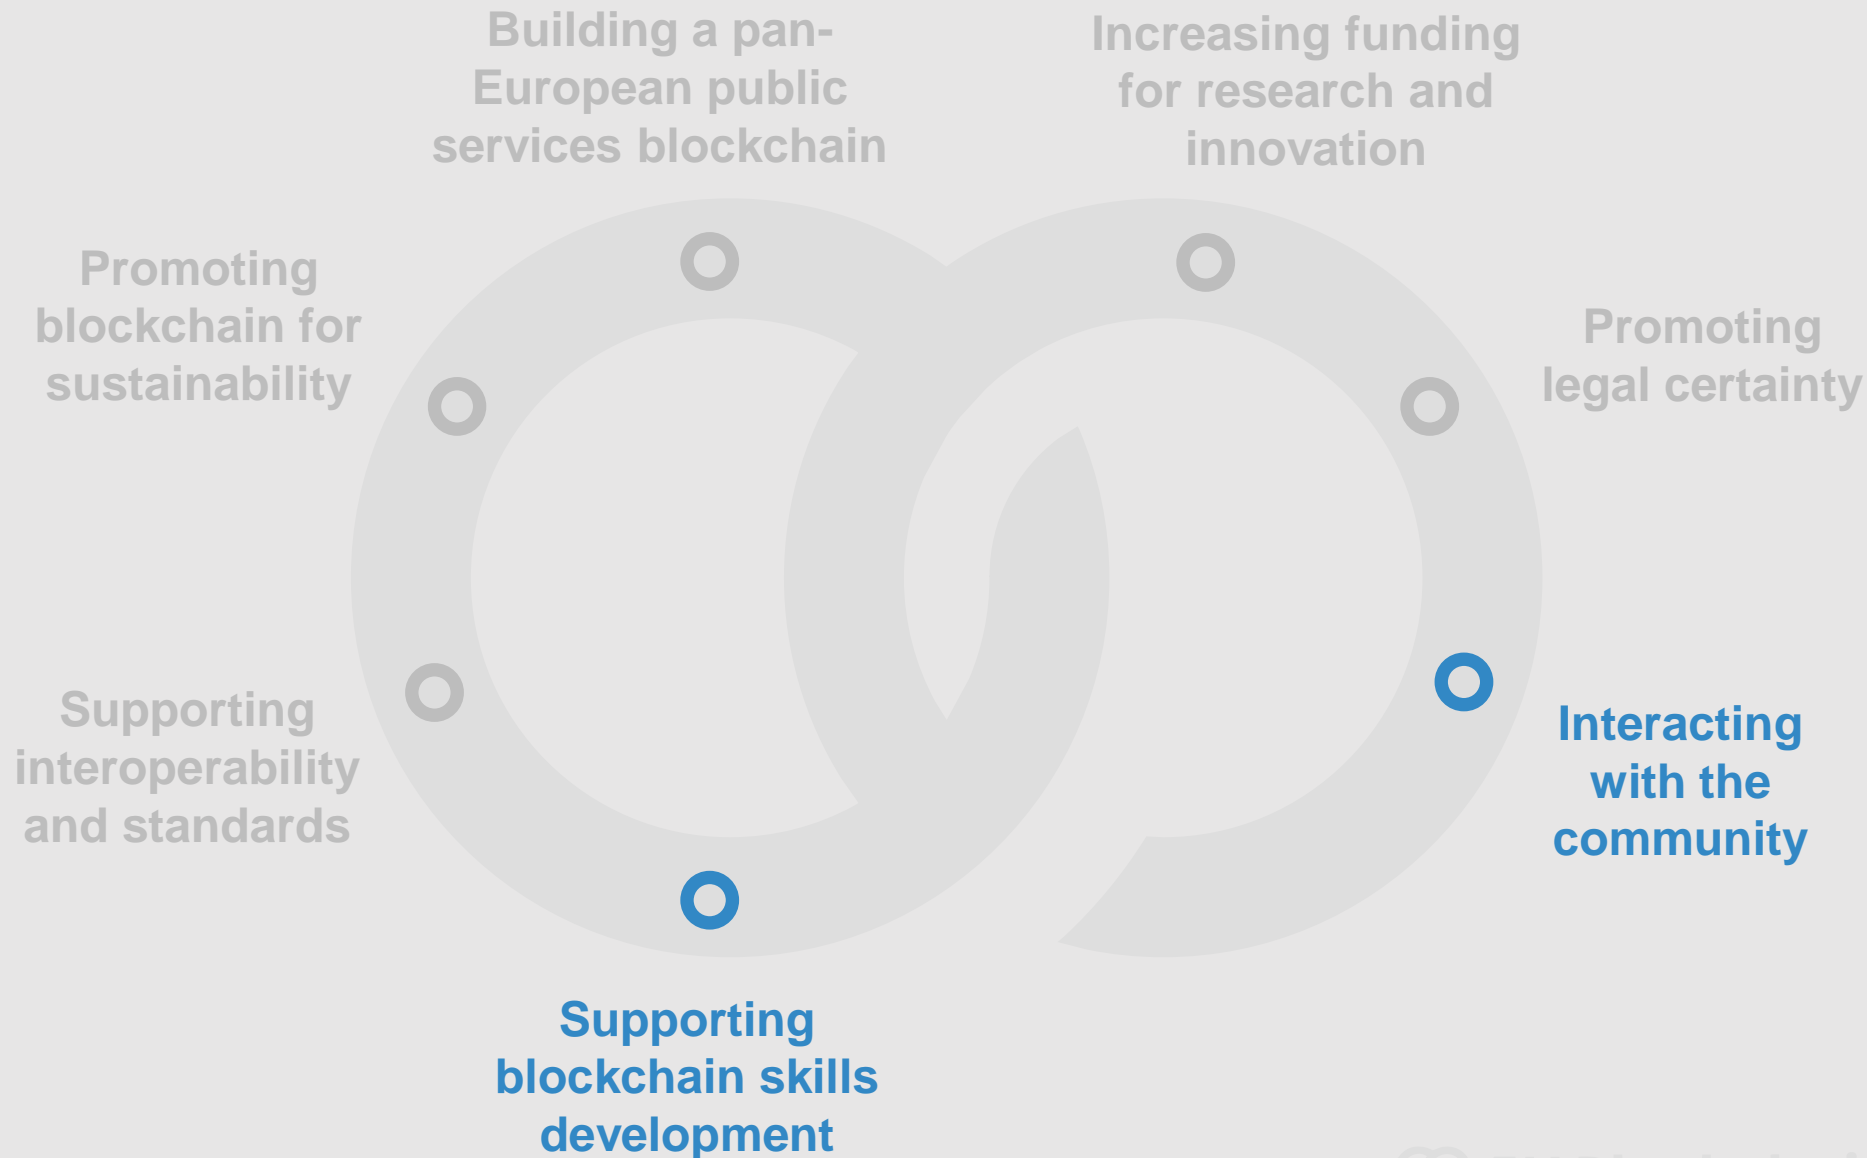 Building a pan-
European public
services blockchain
Increasing funding
for research and
innovation
Promoting
blockchain for
sustainability
Promoting
legal certainty
Supporting
interoperability
and standards
Interacting
with the
community
Supporting
blockchain skills
development